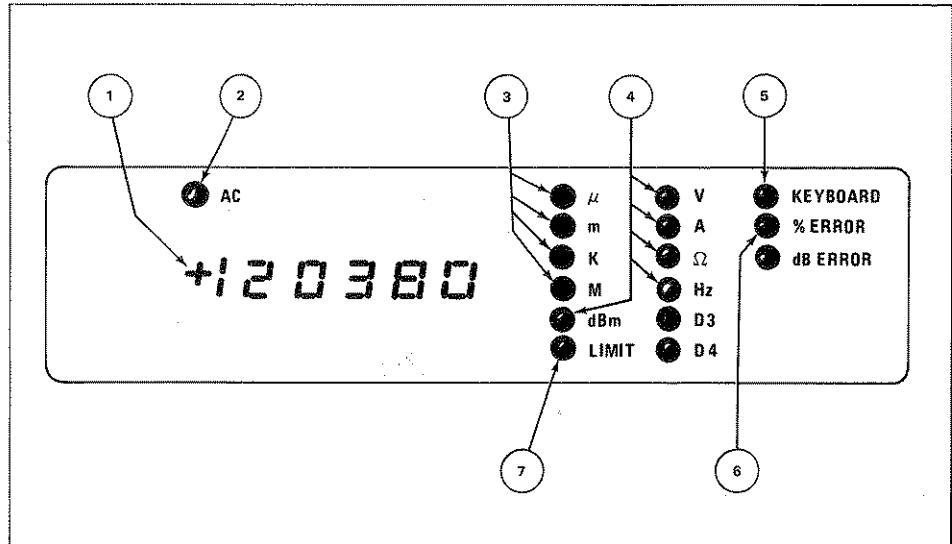 1 2 3 4 5
AC μ V KEYBOARD
m A % ERROR
K Ω dB ERROR
+120380 M Hz
dBm D3
LIMIT D4
7 6